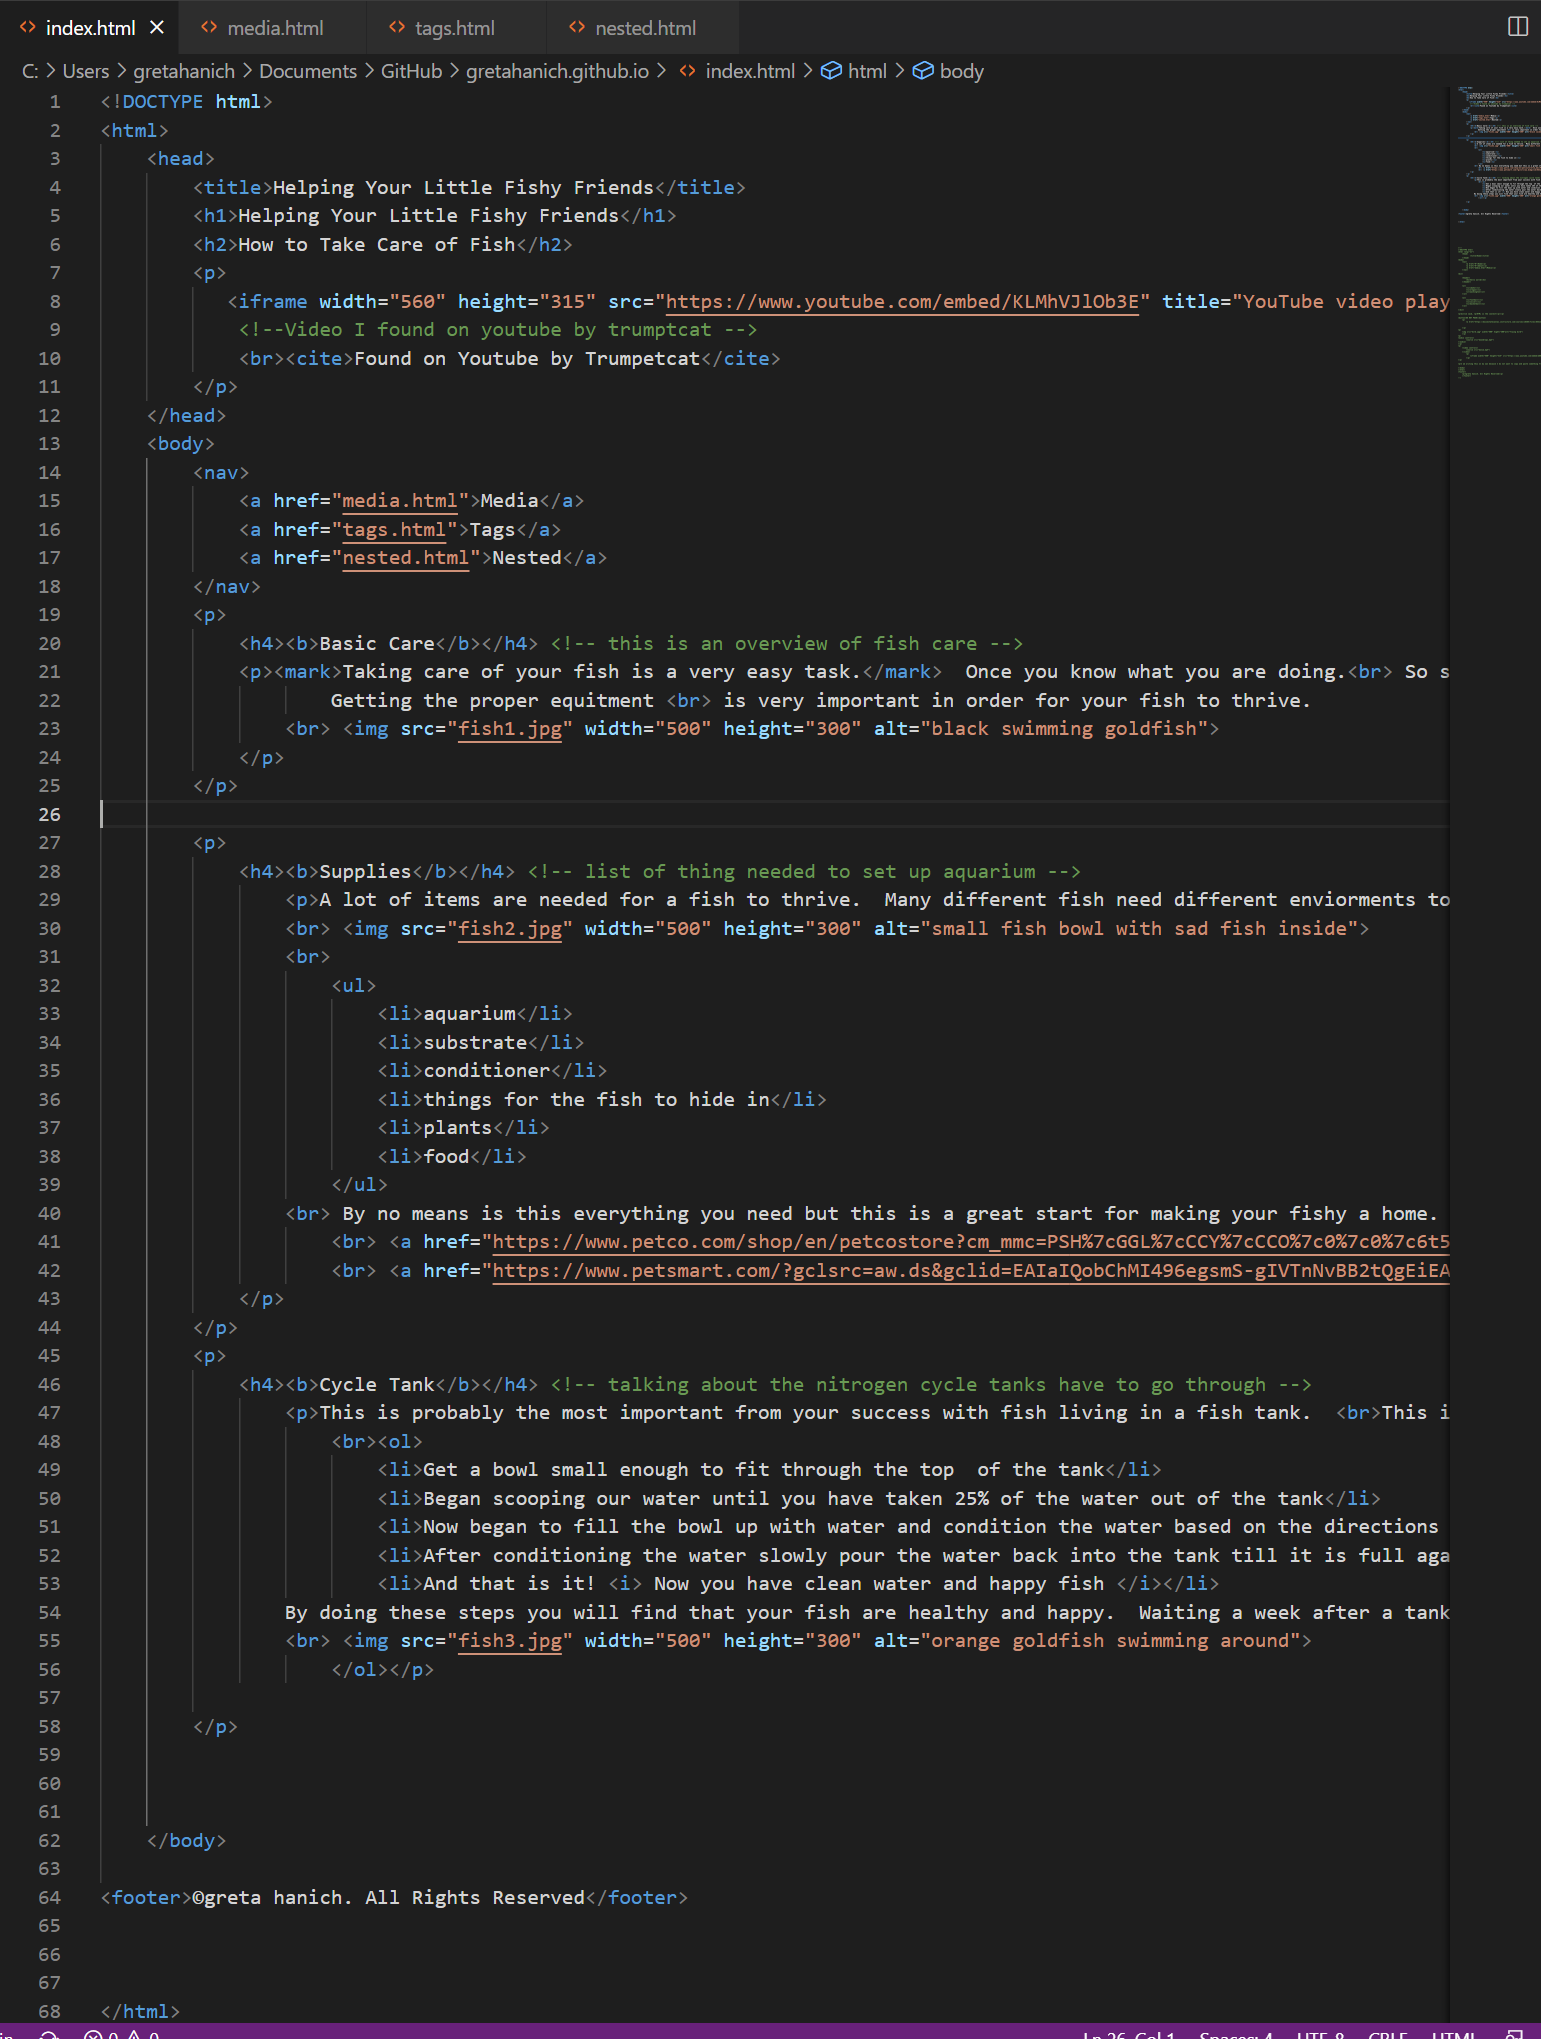 index.html
media.html
tags.html
nested.html
C: > Users > gretahanich > Documents > GitHub > gretahanich.github.io > index.html > html > body
1 <!DOCTYPE html>
2 <html>
3 <head>
4 <title>Helping Your Little Fishy Friends</title>
5 <h1>Helping Your Little Fishy Friends</h1>
6 <h2>How to Take Care of Fish</h2>
7 <p>
8 <iframe width="560" height="315" src="https://www.youtube.com/embed/KLMhVJlOb3E" title="YouTube video play
9 <!--Video I found on youtube by trumptcat -->
10 <br><cite>Found on Youtube by Trumpetcat</cite>
11 </p>
12 </head>
13 <body>
14 <nav>
15 <a href="media.html">Media</a>
16 <a href="tags.html">Tags</a>
17 <a href="nested.html">Nested</a>
18 </nav>
19 <p>
20 <h4><b>Basic Care</b></h4> <!-- this is an overview of fish care -->
21 <p><mark>Taking care of your fish is a very easy task.</mark>  Once you know what you are doing.<br> So s
22 Getting the proper equitment <br> is very important in order for your fish to thrive.
23 <br> <img src="fish1.jpg" width="500" height="300" alt="black swimming goldfish">
24 </p>
25 </p>
26
27 <p>
28 <h4><b>Supplies</b></h4> <!-- list of thing needed to set up aquarium -->
29 <p>A lot of items are needed for a fish to thrive.  Many different fish need different enviorments to
30 <br> <img src="fish2.jpg" width="500" height="300" alt="small fish bowl with sad fish inside">
31 <br>
32 <ul>
33 <li>aquarium</li>
34 <li>substrate</li>
35 <li>conditioner</li>
36 <li>things for the fish to hide in</li>
37 <li>plants</li>
38 <li>food</li>
39 </ul>
40 <br> By no means is this everything you need but this is a great start for making your fishy a home.
41 <br> <a href="https://www.petco.com/shop/en/petcostore?cm_mmc=PSH%7cGGL%7cCCY%7cCCO%7c0%7c0%7c6t5
42 <br> <a href="https://www.petsmart.com/?gclsrc=aw.ds&gclid=EAIaIQobChMI496egsmS-gIVTnNvBB2tQgEiEA
43 </p>
44 </p>
45 <p>
46 <h4><b>Cycle Tank</b></h4> <!-- talking about the nitrogen cycle tanks have to go through -->
47 <p>This is probably the most important from your success with fish living in a fish tank.  <br>This i
48 <br><ol>
49 <li>Get a bowl small enough to fit through the top  of the tank</li>
50 <li>Began scooping our water until you have taken 25% of the water out of the tank</li>
51 <li>Now began to fill the bowl up with water and condition the water based on the directions
52 <li>After conditioning the water slowly pour the water back into the tank till it is full aga
53 <li>And that is it! <i> Now you have clean water and happy fish </i></li>
54 By doing these steps you will find that your fish are healthy and happy.  Waiting a week after a tank
55 <br> <img src="fish3.jpg" width="500" height="300" alt="orange goldfish swimming around">
56 </ol></p>
57
58 </p>
59
60
61
62 </body>
63
64 <footer>©greta hanich. All Rights Reserved</footer>
65
66
67
68 </html>
0 0 Ln 26, Col 1 Spaces: 4 UTF-8 CRLF HTML